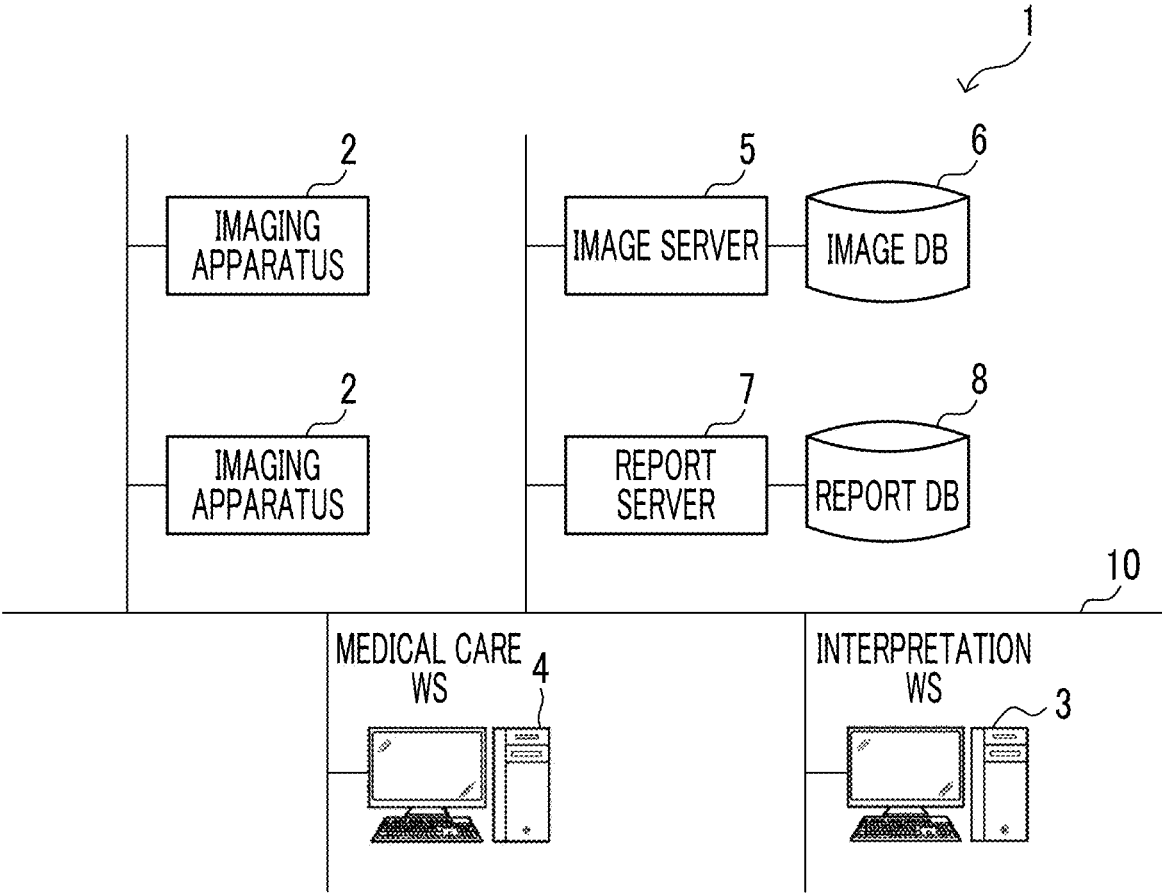 1
2
IMAGING
APPARATUS
5
IMAGE SERVER
6
IMAGE DB
2
IMAGING
APPARATUS
7
REPORT
SERVER
8
REPORT DB
10
MEDICAL CARE
WS
4
INTERPRETATION
WS
3